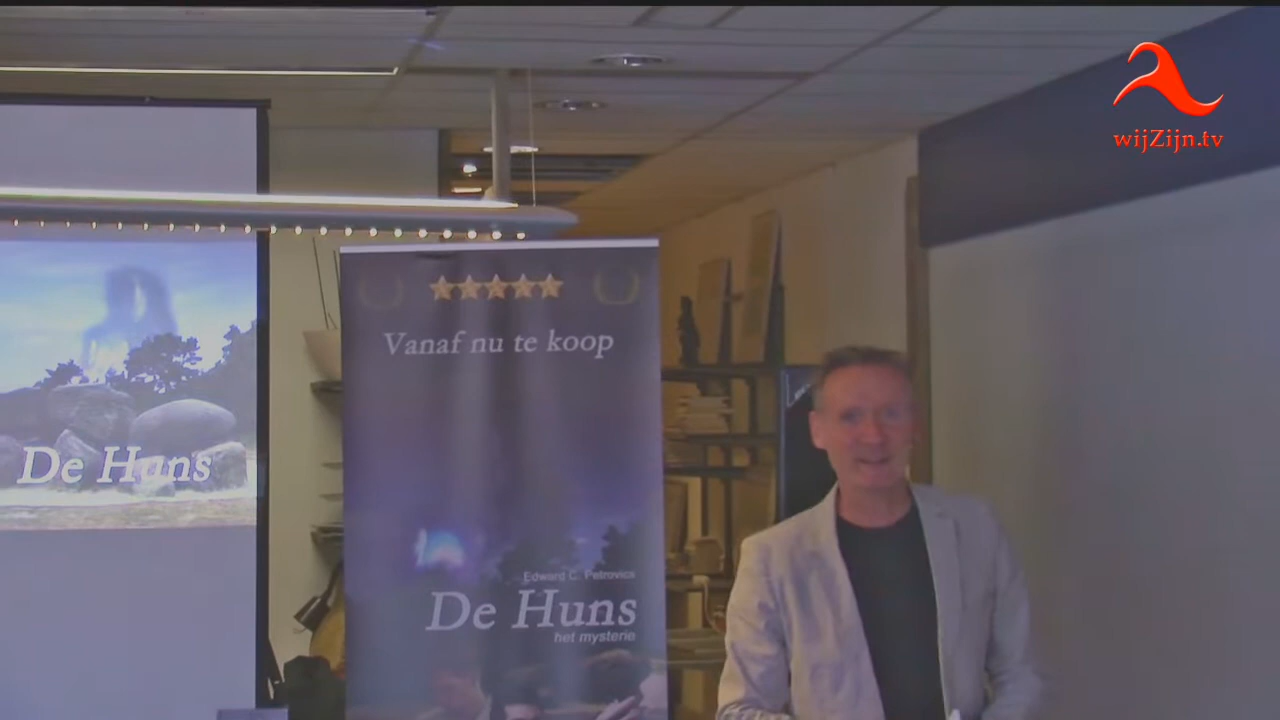 wijZijn.tv
Vanaf nu te koop
De Huns
Edward C. Petrovics
De Huns
het mysterie